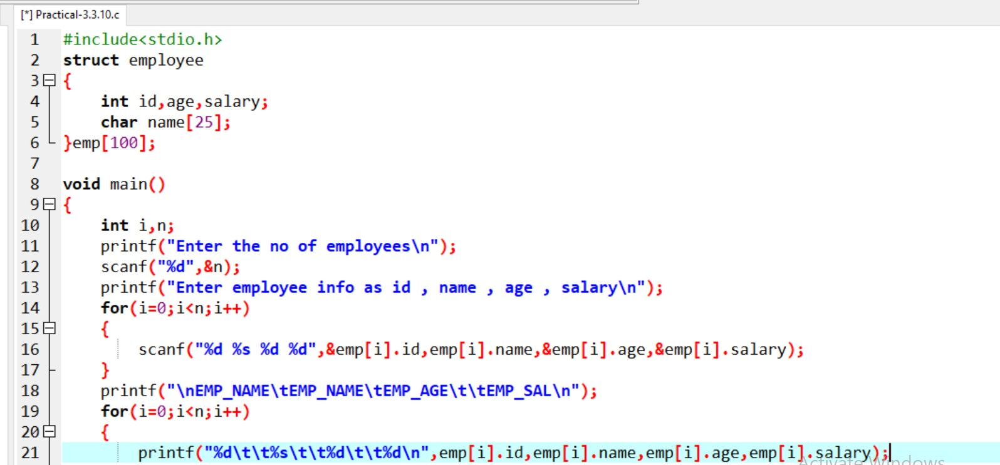 [*] Practical-3.3.10.c
1 #include<stdio.h>
2 struct employee
3 {
4 int id,age,salary;
5 char name[25];
6 }emp[100];
7
8 void main()
9 {
10 int i,n;
11 printf("Enter the no of employees\n");
12 scanf("%d",&n);
13 printf("Enter employee info as id , name , age , salary\n");
14 for(i=0;i<n;i++)
15 {
16 scanf("%d %s %d %d",&emp[i].id,emp[i].name,&emp[i].age,&emp[i].salary);
17 }
18 printf("\nEMP_NAME\tEMP_NAME\tEMP_AGE\t\tEMP_SAL\n");
19 for(i=0;i<n;i++)
20 {
21 printf("%d\t\t%s\t\t%d\t\t%d\n",emp[i].id,emp[i].name,emp[i].age,emp[i].salary);
Activate Windows